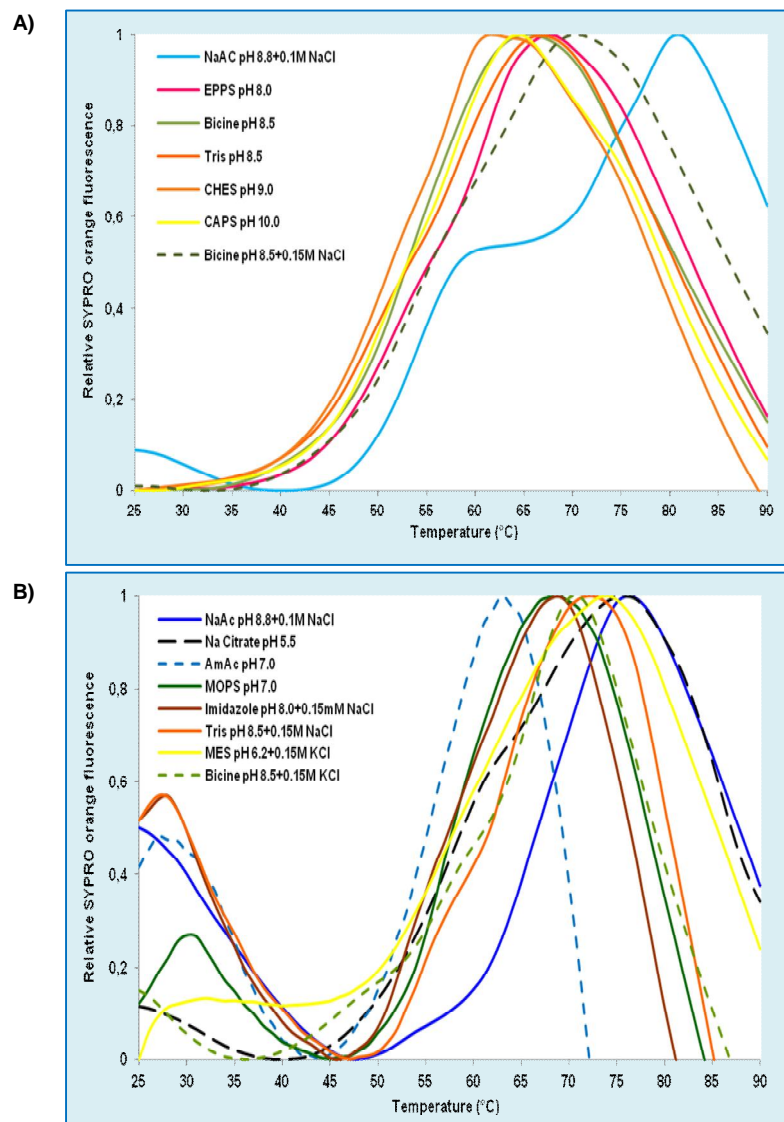 A)
Relative SYPRO orange fluorescence
1
0,8
0,6
0,4
0,2
0
NaAC pH 8.8+0.1M NaCl
EPPS pH 8.0
Bicine pH 8.5
Tris pH 8.5
CHES pH 9.0
CAPS pH 10.0
Bicine pH 8.5+0.15M NaCl
25 30 35 40 45 50 55 60 65 70 75 80 85 90
Temperature (°C)
B)
Relative SYPRO orange fluorescence
1
0,8
0,6
0,4
0,2
0
NaAc pH 8.8+0.1M NaCl
Na Citrate pH 5.5
AmAc pH 7.0
MOPS pH 7.0
Imidazole pH 8.0+0.15mM NaCl
Tris pH 8.5+0.15M NaCl
MES pH 6.2+0.15M KCl
Bicine pH 8.5+0.15M KCl
25 30 35 40 45 50 55 60 65 70 75 80 85 90
Temperature (°C)